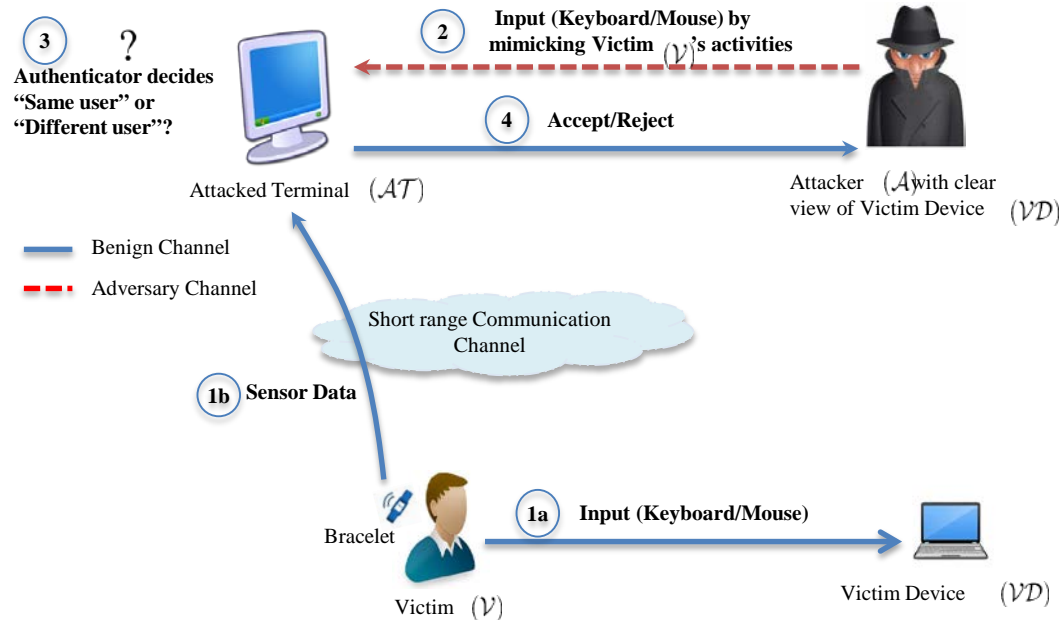 3
?
Authenticator decides
“Same user” or
“Different user”?
2
Input (Keyboard/Mouse) by
mimicking Victim (𝒱)’s activities
4
Accept/Reject
Attacked Terminal (𝒜𝒯)
Attacker (𝒜) with clear
view of Victim Device (𝒱𝒟)
Benign Channel
Adversary Channel
Short range Communication
Channel
1b
Sensor Data
Bracelet
1a
Input (Keyboard/Mouse)
Victim (𝒱)
Victim Device (𝒱𝒟)